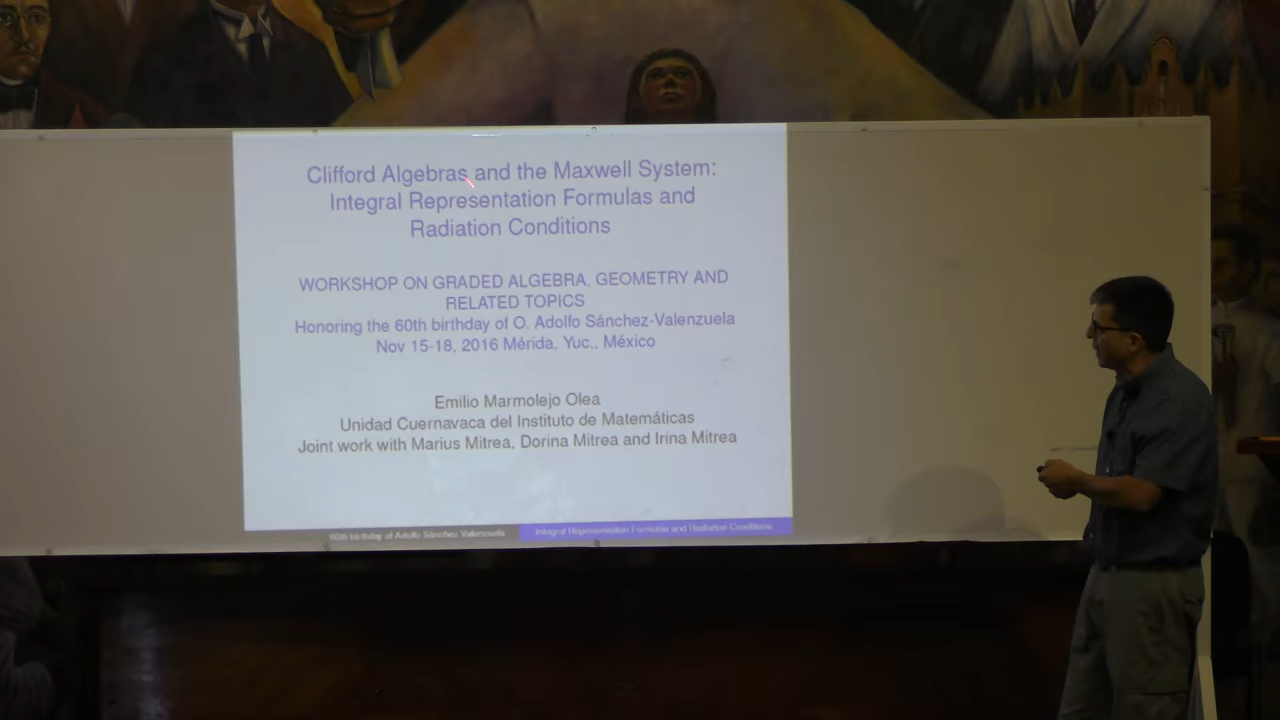 Clifford Algebras and the Maxwell System:
Integral Representation Formulas and
Radiation Conditions
WORKSHOP ON GRADED ALGEBRA, GEOMETRY AND
RELATED TOPICS
Honoring the 60th birthday of O. Adolfo Sánchez-Valenzuela
Nov 15-18, 2016 Mérida, Yuc., México
Emilio Marmolejo Olea
Unidad Cuernavaca del Instituto de Matemáticas
Joint work with Marius Mitrea, Dorina Mitrea and Irina Mitrea
60th birthday of Adolfo Sánchez Valenzuela
Integral Representation Formulas and Radiation Conditions